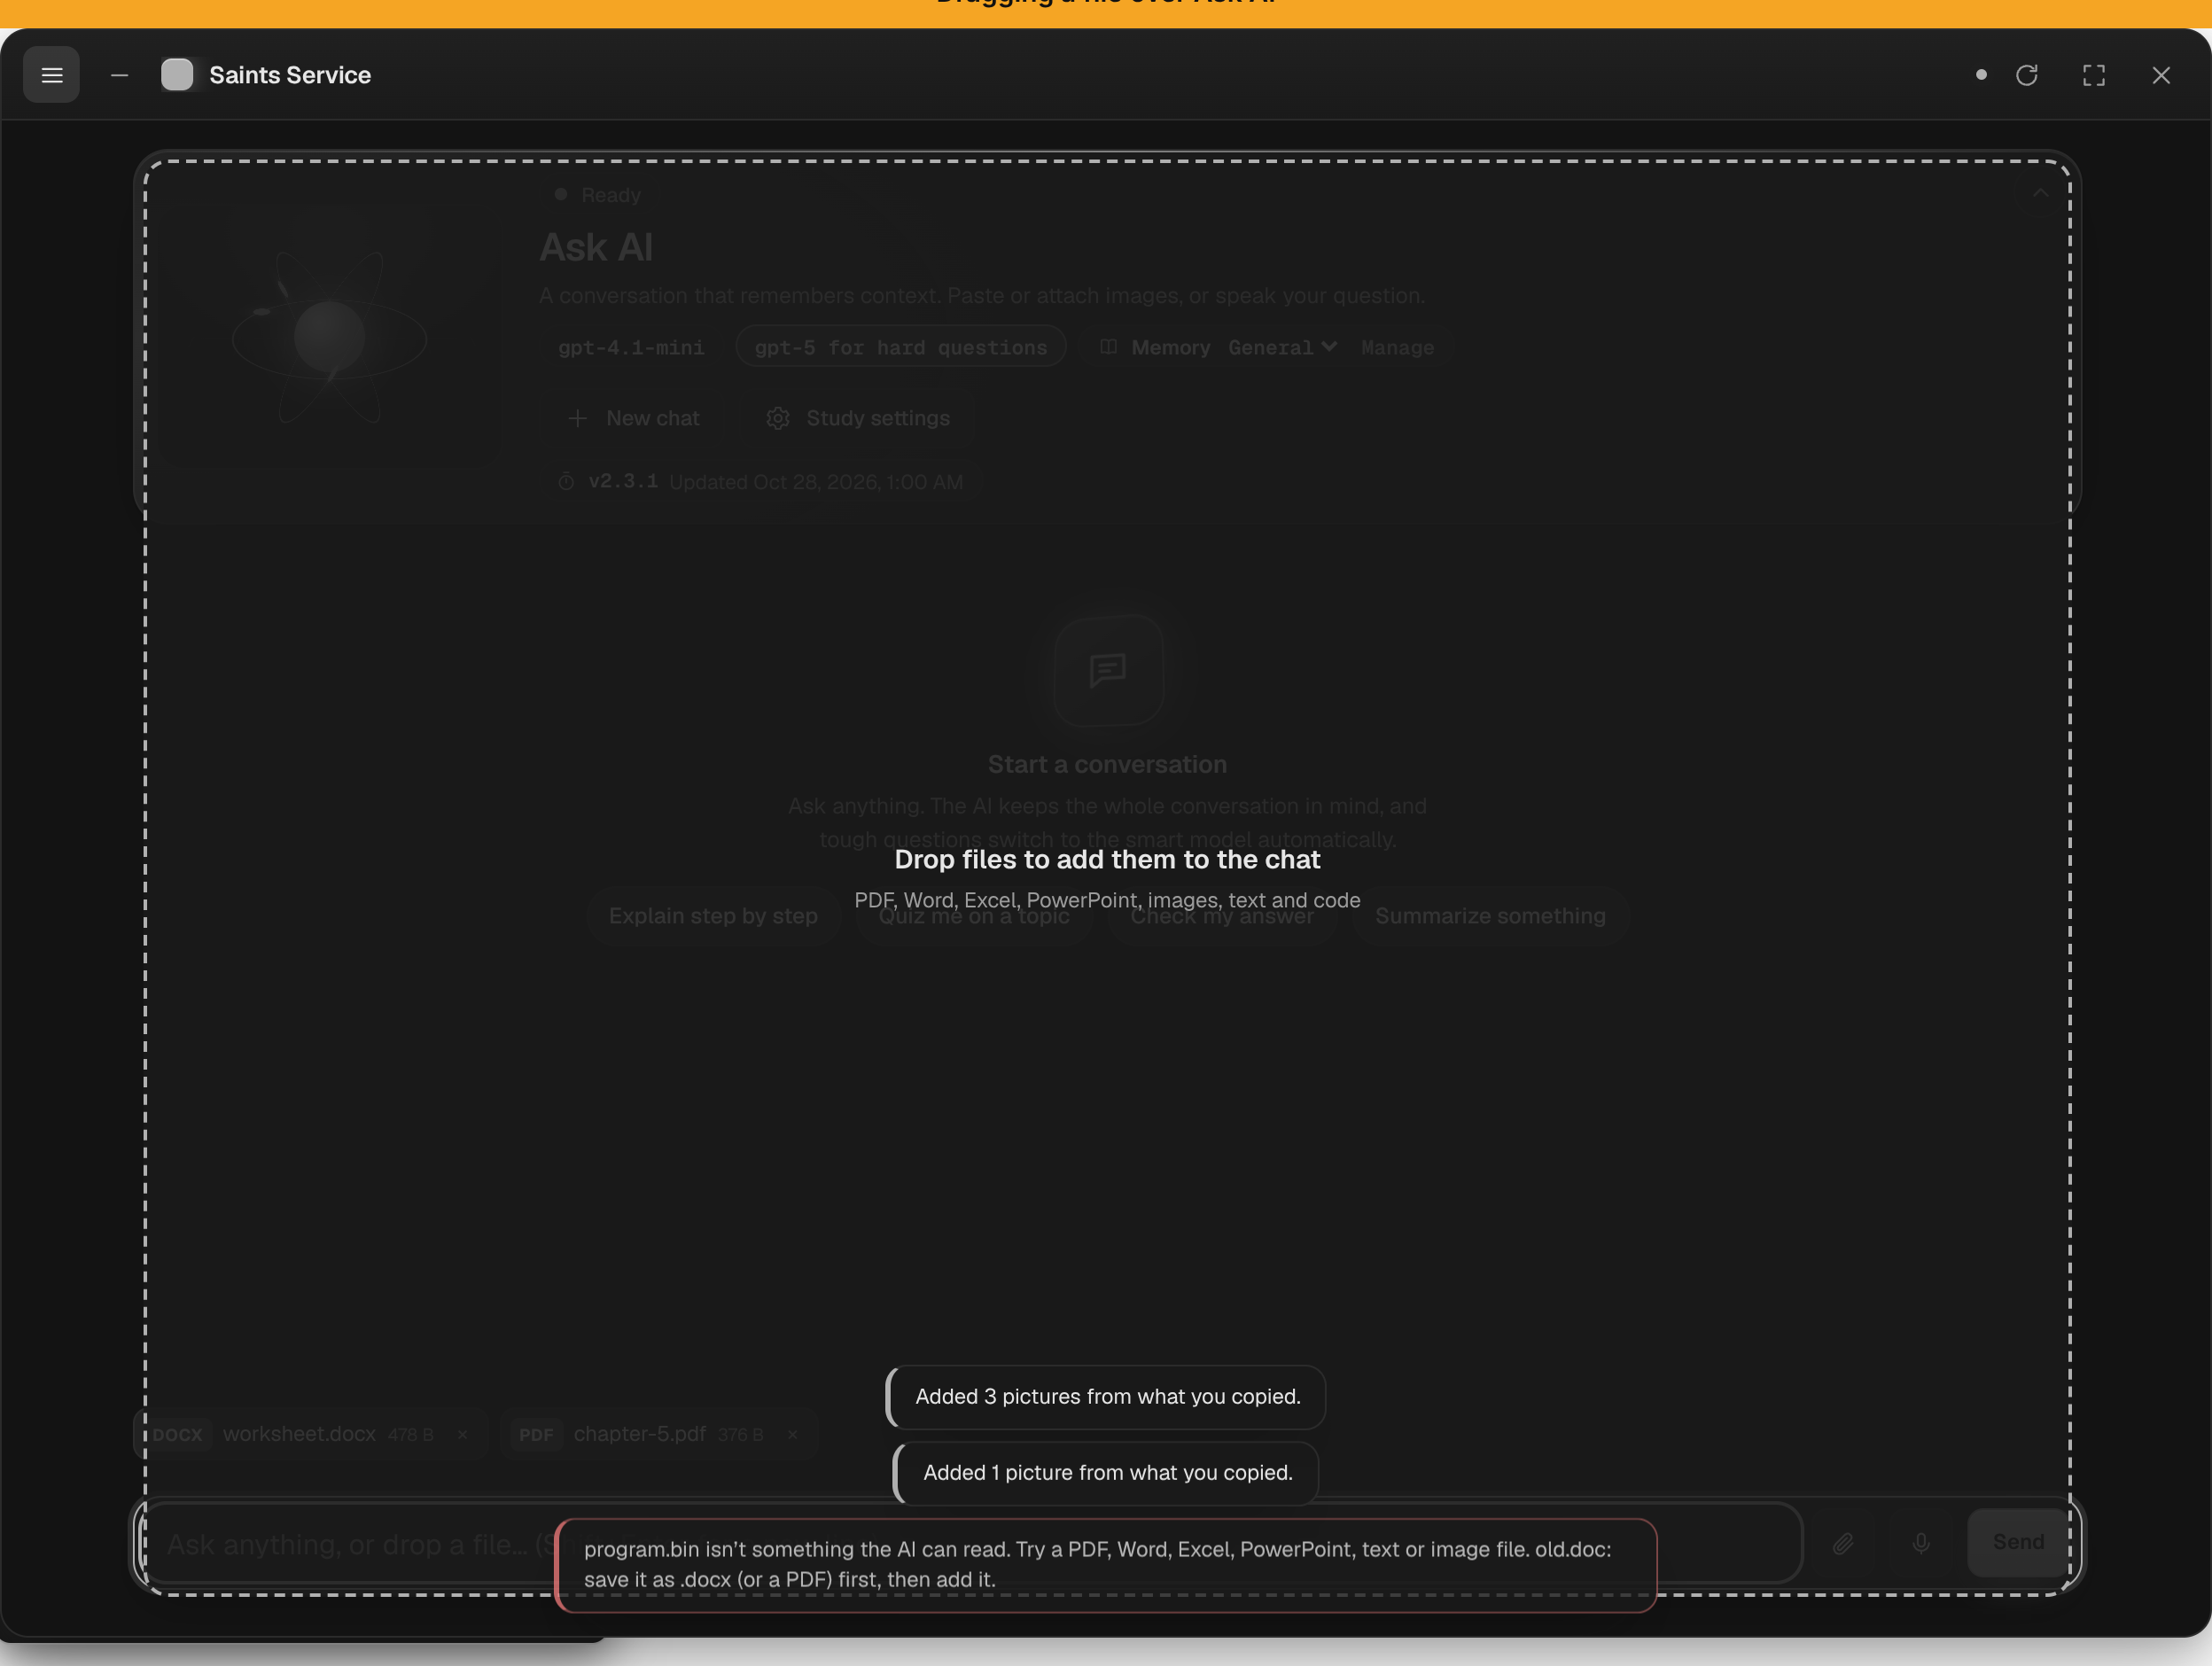 Dragging a file over Ask AI
Saints Service
Ready
Ask AI
A conversation that remembers context. Paste or attach images, or speak your question.
gpt-4.1-mini gpt-5 for hard questions Memory General Manage
New chat Study settings
v2.3.1 Updated Oct 28, 2026, 1:00 AM
Start a conversation
Ask anything. The AI keeps the whole conversation in mind, and
tough questions switch to the smart model automatically.
Drop files to add them to the chat
PDF, Word, Excel, PowerPoint, images, text and code
Explain step by step Quiz me on a topic Check my answer Summarize something
Added 3 pictures from what you copied.
DOCX worksheet.docx 478 B × PDF chapter-5.pdf 376 B ×
Added 1 picture from what you copied.
Ask anything, or drop a file... Send
program.bin isn’t something the AI can read. Try a PDF, Word, Excel, PowerPoint, text or image file. old.doc:
save it as .docx (or a PDF) first, then add it.